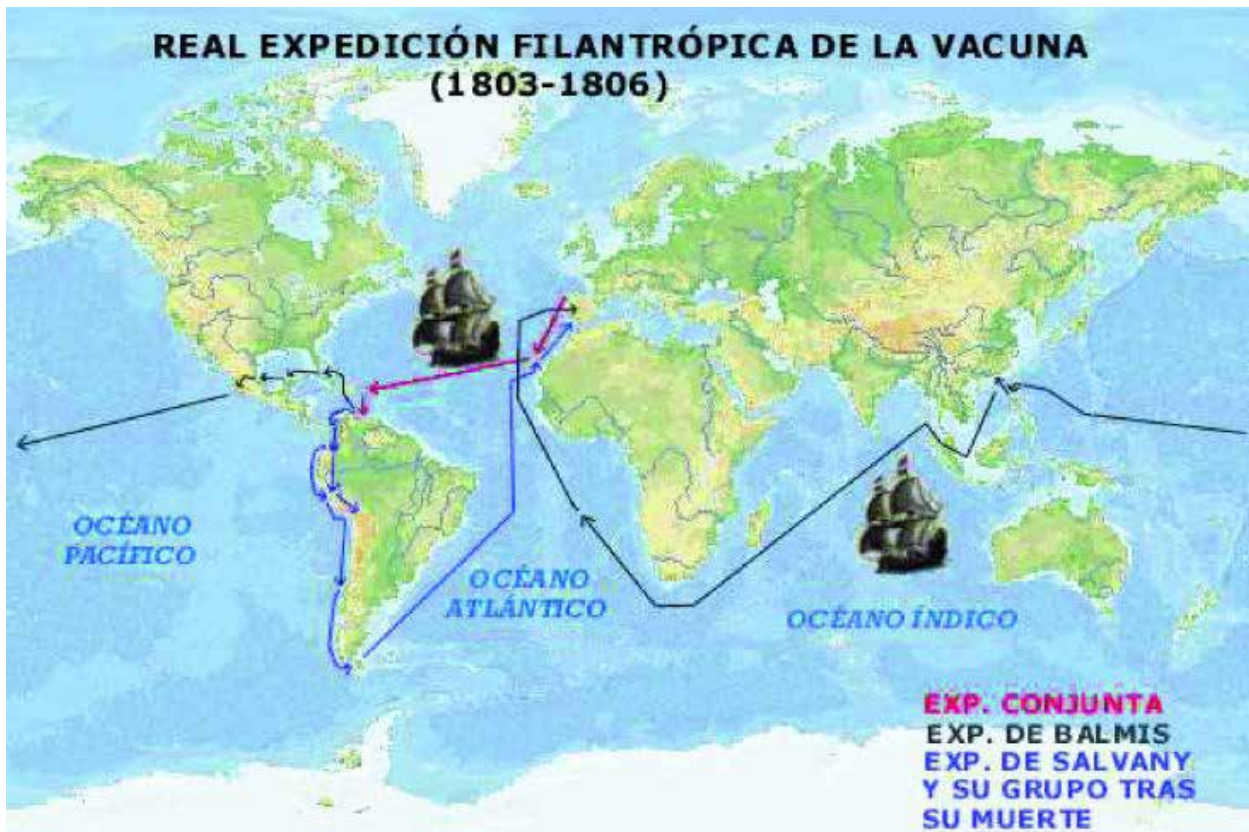 REAL EXPEDICIÓN FILANTRÓPICA DE LA VACUNA
(1803-1806)
OCÉANO
PACÍFICO
OCÉANO
ATLÁNTICO
OCÉANO ÍNDICO
EXP. CONJUNTA
EXP. DE BALMIS
EXP. DE SALVANY
Y SU GRUPO TRAS
SU MUERTE